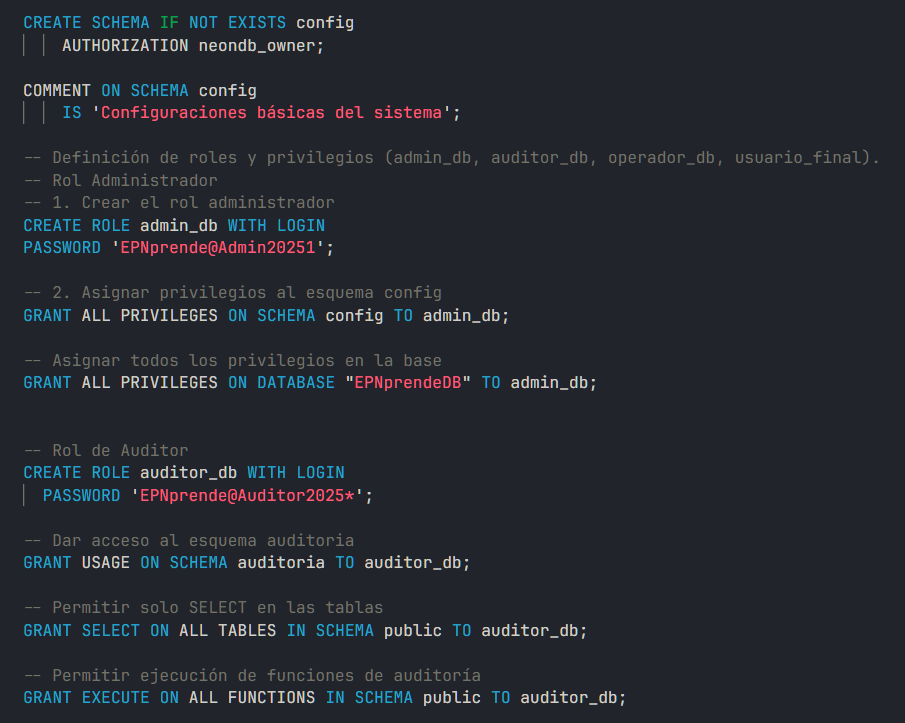 CREATE SCHEMA IF NOT EXISTS config
AUTHORIZATION neondb_owner;
COMMENT ON SCHEMA config
IS 'Configuraciones básicas del sistema';
-- Definición de roles y privilegios (admin_db, auditor_db, operador_db, usuario_final).
-- Rol Administrador
-- 1. Crear el rol administrador
CREATE ROLE admin_db WITH LOGIN
PASSWORD 'EPNprende@Admin20251';
-- 2. Asignar privilegios al esquema config
GRANT ALL PRIVILEGES ON SCHEMA config TO admin_db;
-- Asignar todos los privilegios en la base
GRANT ALL PRIVILEGES ON DATABASE "EPNprendeDB" TO admin_db;
-- Rol de Auditor
CREATE ROLE auditor_db WITH LOGIN
PASSWORD 'EPNprende@Auditor2025*';
-- Dar acceso al esquema auditoria
GRANT USAGE ON SCHEMA auditoria TO auditor_db;
-- Permitir solo SELECT en las tablas
GRANT SELECT ON ALL TABLES IN SCHEMA public TO auditor_db;
-- Permitir ejecución de funciones de auditoría
GRANT EXECUTE ON ALL FUNCTIONS IN SCHEMA public TO auditor_db;